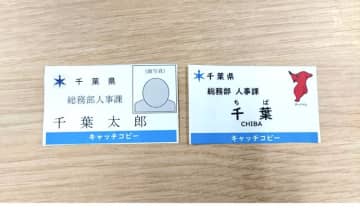 千葉県
(顔写真)
総務部人事課
千葉太郎
キャッチコピー
千葉県
総務部 人事課
ちば
千葉
CHIBA
キャッチコピー